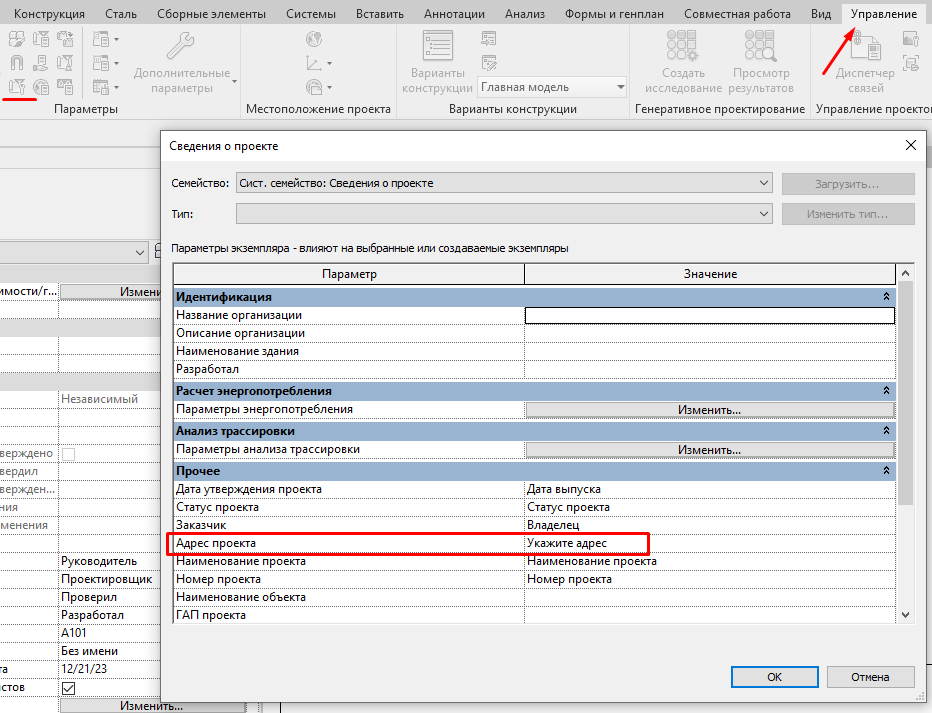 Конструкция Сталь Сборные элементы Системы Вставить Аннотации Анализ Формы и генплан Совместная работа Вид Управление
Дополнительные параметры
Варианты конструкции
Главная модель
Создать исследование
Просмотр результатов
Диспетчер связей
Параметры Местоположение проекта Варианты конструкции Генеративное проектирование Управление проекто
Сведения о проекте
Семейство: Сист. семейство: Сведения о проекте Загрузить...
Тип: Изменить тип...
Параметры экземпляра - влияют на выбранные или создаваемые экземпляры
Параметр Значение
Идентификация
Название организации
Описание организации
Наименование здания
Разработал
Расчет энергопотребления
Параметры энергопотребления Изменить...
Анализ трассировки
Параметры анализа трассировки Изменить...
Прочее
Дата утверждения проекта Дата выпуска
Статус проекта Статус проекта
Заказчик Владелец
Адрес проекта Укажите адрес
Наименование проекта Наименование проекта
Номер проекта Номер проекта
Наименование объекта
ГАП проекта
ОК Отмена
имости/г... Измени
Независимый
верждено
твердил
твержден...
ния
менения
Руководитель
Проектировщик
Проверил
Разработал
A101
Без имени
та 12/21/23
стов
Изменить...